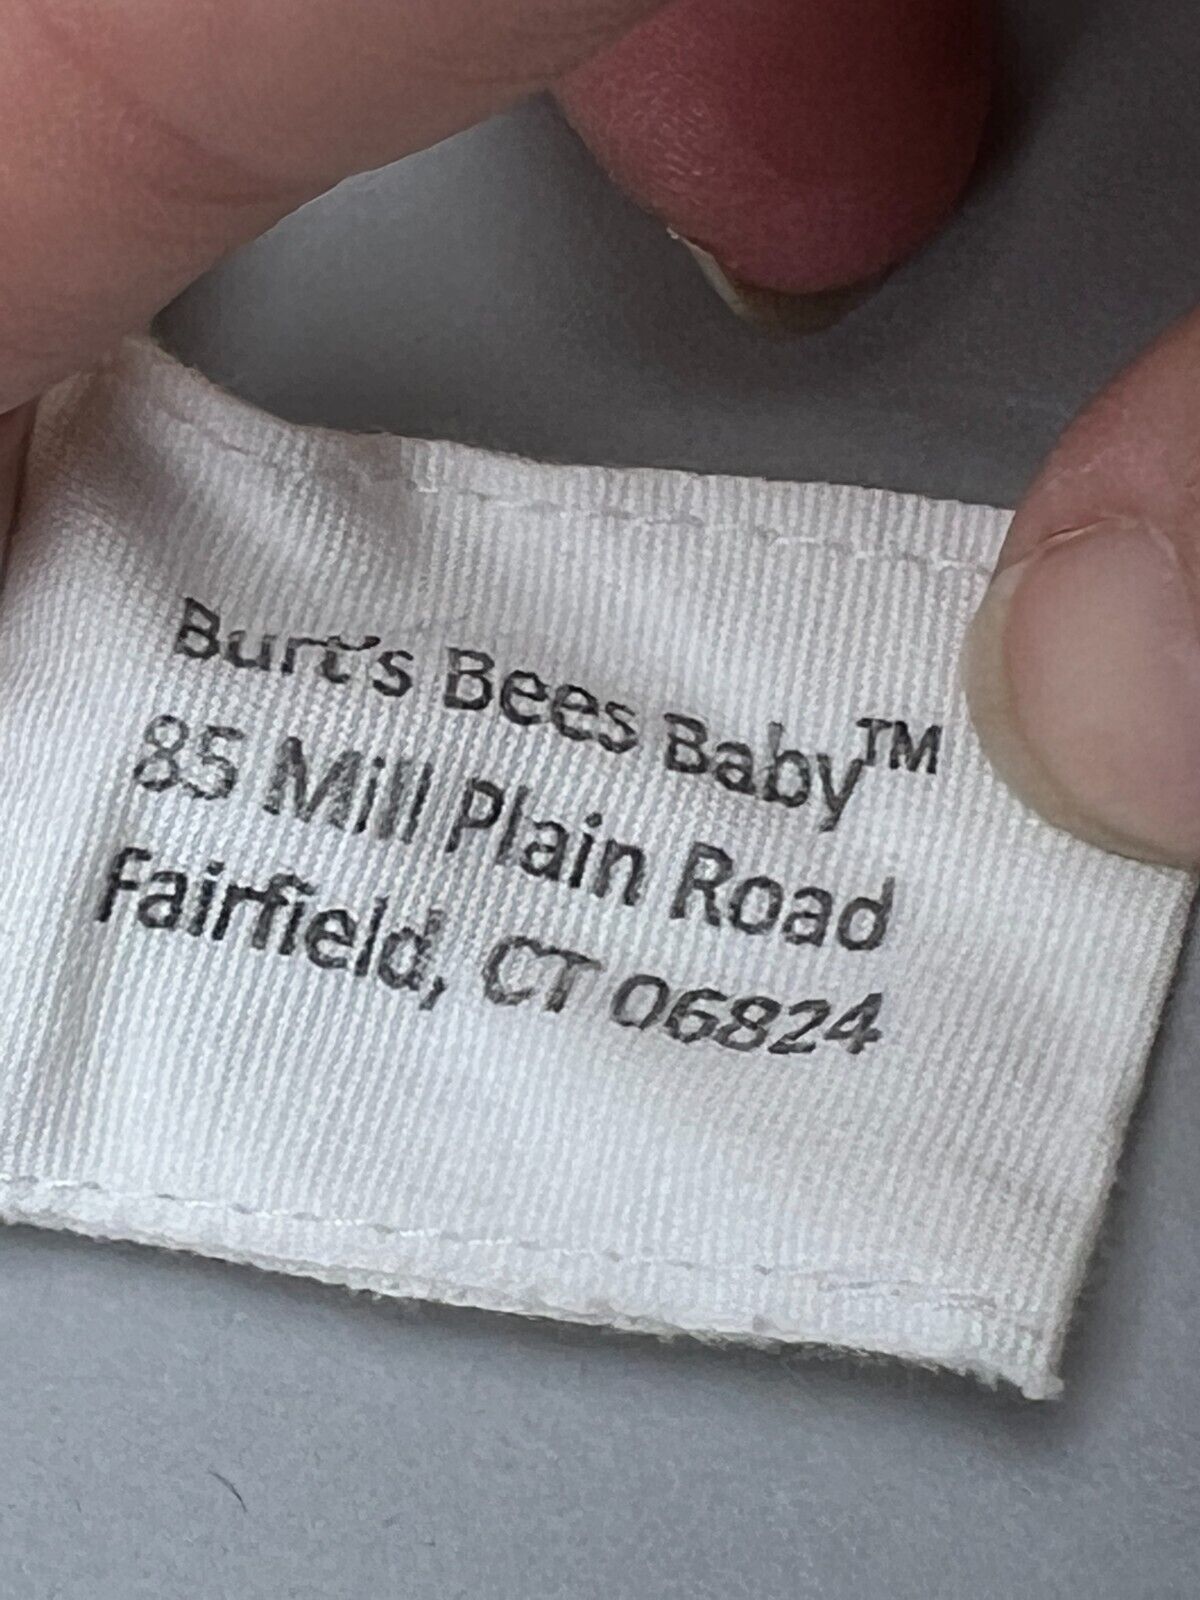 Burt's Bees Baby™
85 Mill Plain Road
Fairfield, CT 06824